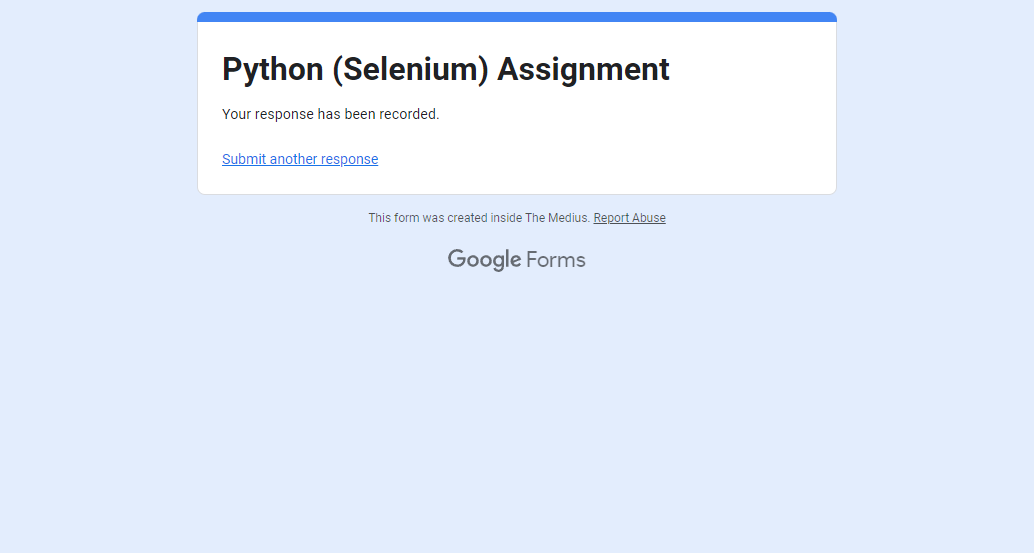 Python (Selenium) Assignment
Your response has been recorded.
Submit another response
This form was created inside The Medius. Report Abuse
Google Forms